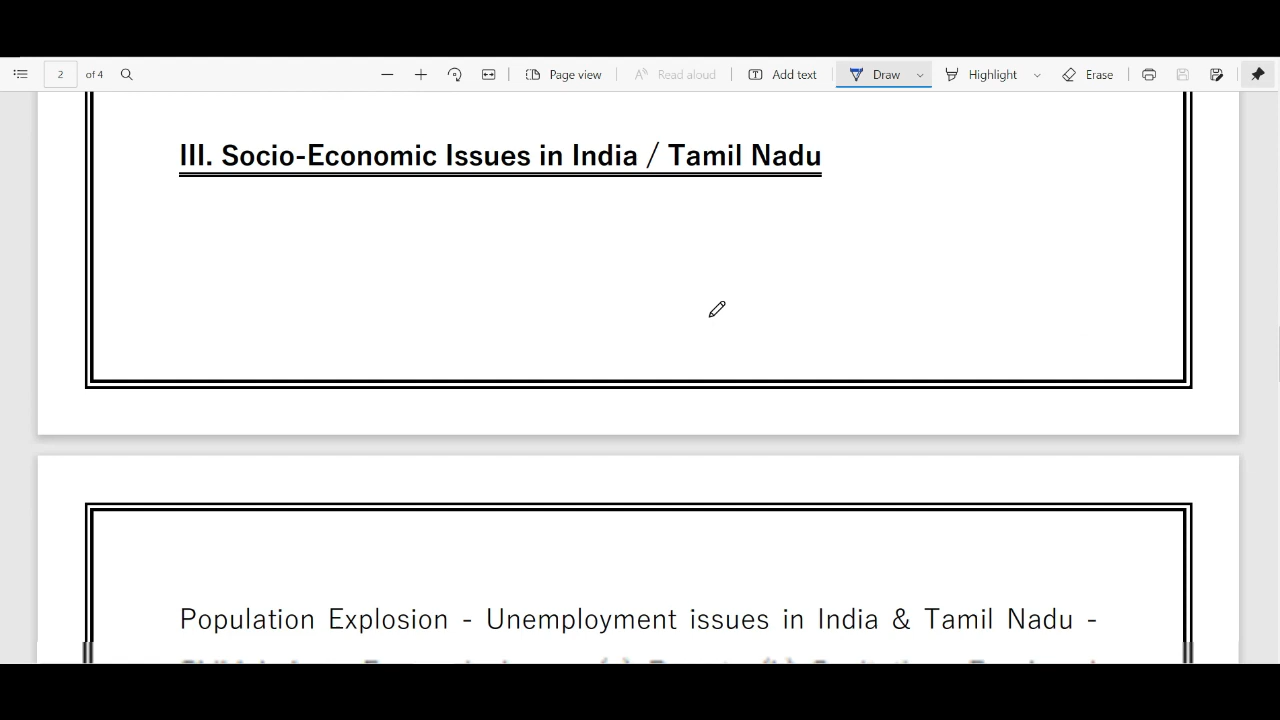 2 of 4 Page view Read aloud Draw Highlight Erase
Add text
III. Socio-Economic Issues in India / Tamil Nadu
Population Explosion - Unemployment issues in India & Tamil Nadu -